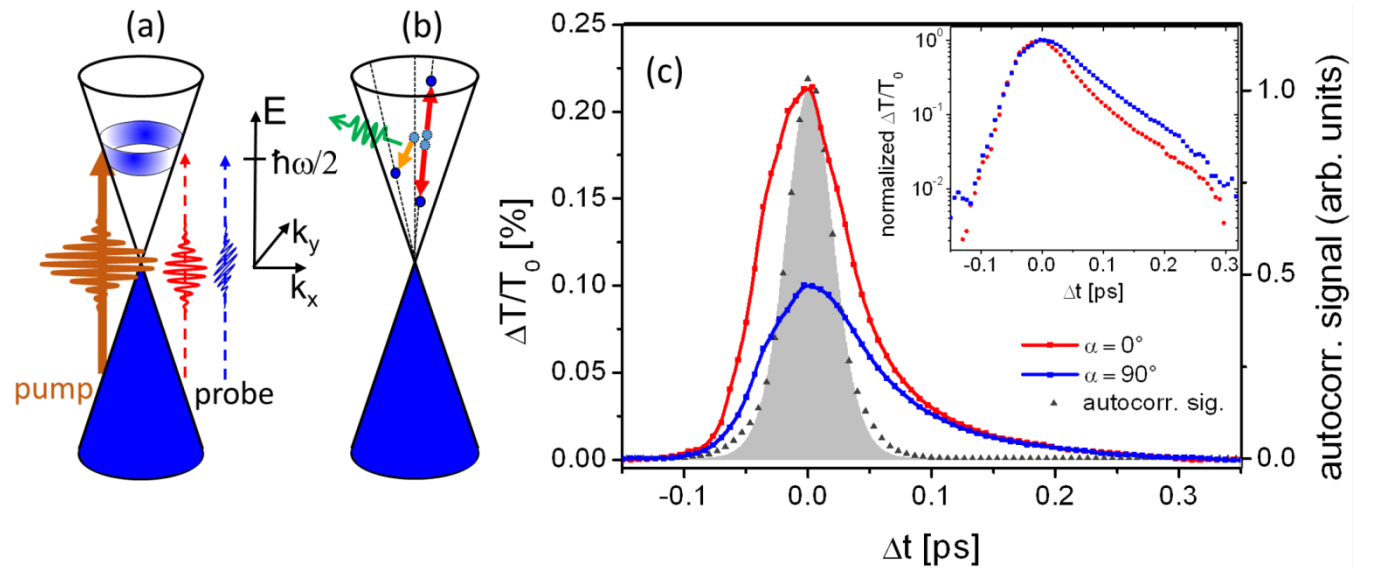 (a)
E
ħω/2
k_y
k_x
pump
probe
(b)
(c)
ΔT/T_0 [%]
0.25
0.20
0.15
0.10
0.05
0.00
-0.1
0.0
0.1
0.2
0.3
Δt [ps]
1.0
0.5
0.0
autocorr. signal (arb. units)
α = 0°
α = 90°
autocorr. sig.
normalized ΔT/T_0
10^0
10^-1
10^-2
-0.1
0.0
0.1
0.2
0.3
Δt [ps]